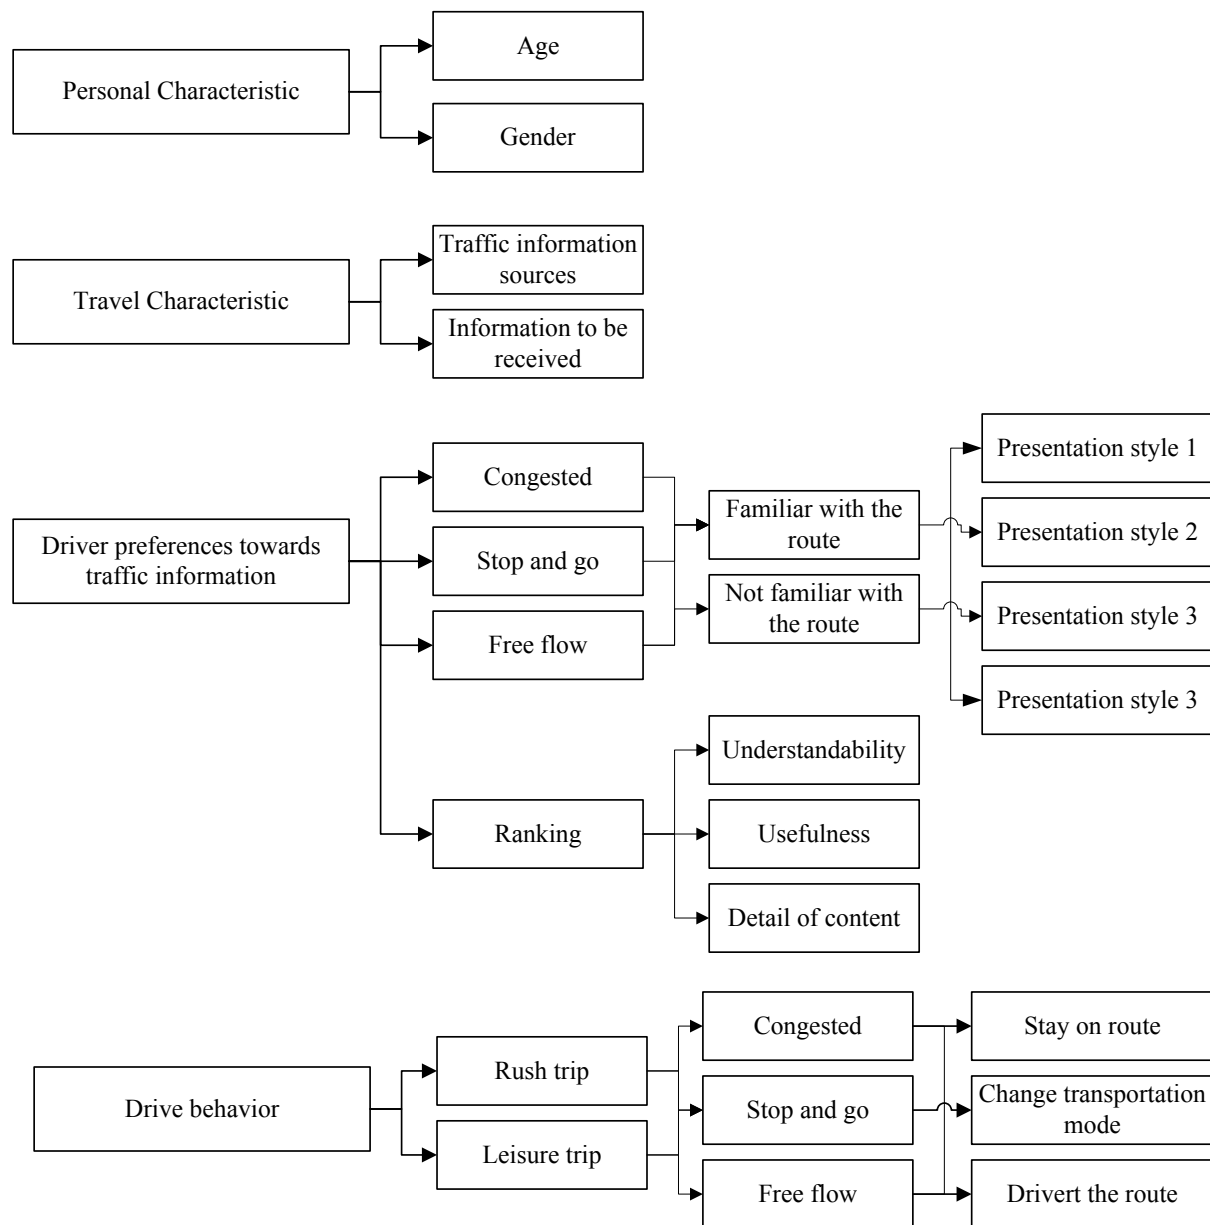 Personal Characteristic
Age
Gender
Travel Characteristic
Traffic information
sources
Information to be
received
Driver preferences towards
traffic information
Congested
Stop and go
Free flow
Familiar with the
route
Not familiar with
the route
Presentation style 1
Presentation style 2
Presentation style 3
Presentation style 3
Ranking
Understandability
Usefulness
Detail of content
Drive behavior
Rush trip
Leisure trip
Congested
Stop and go
Free flow
Stay on route
Change transportation
mode
Drivert the route